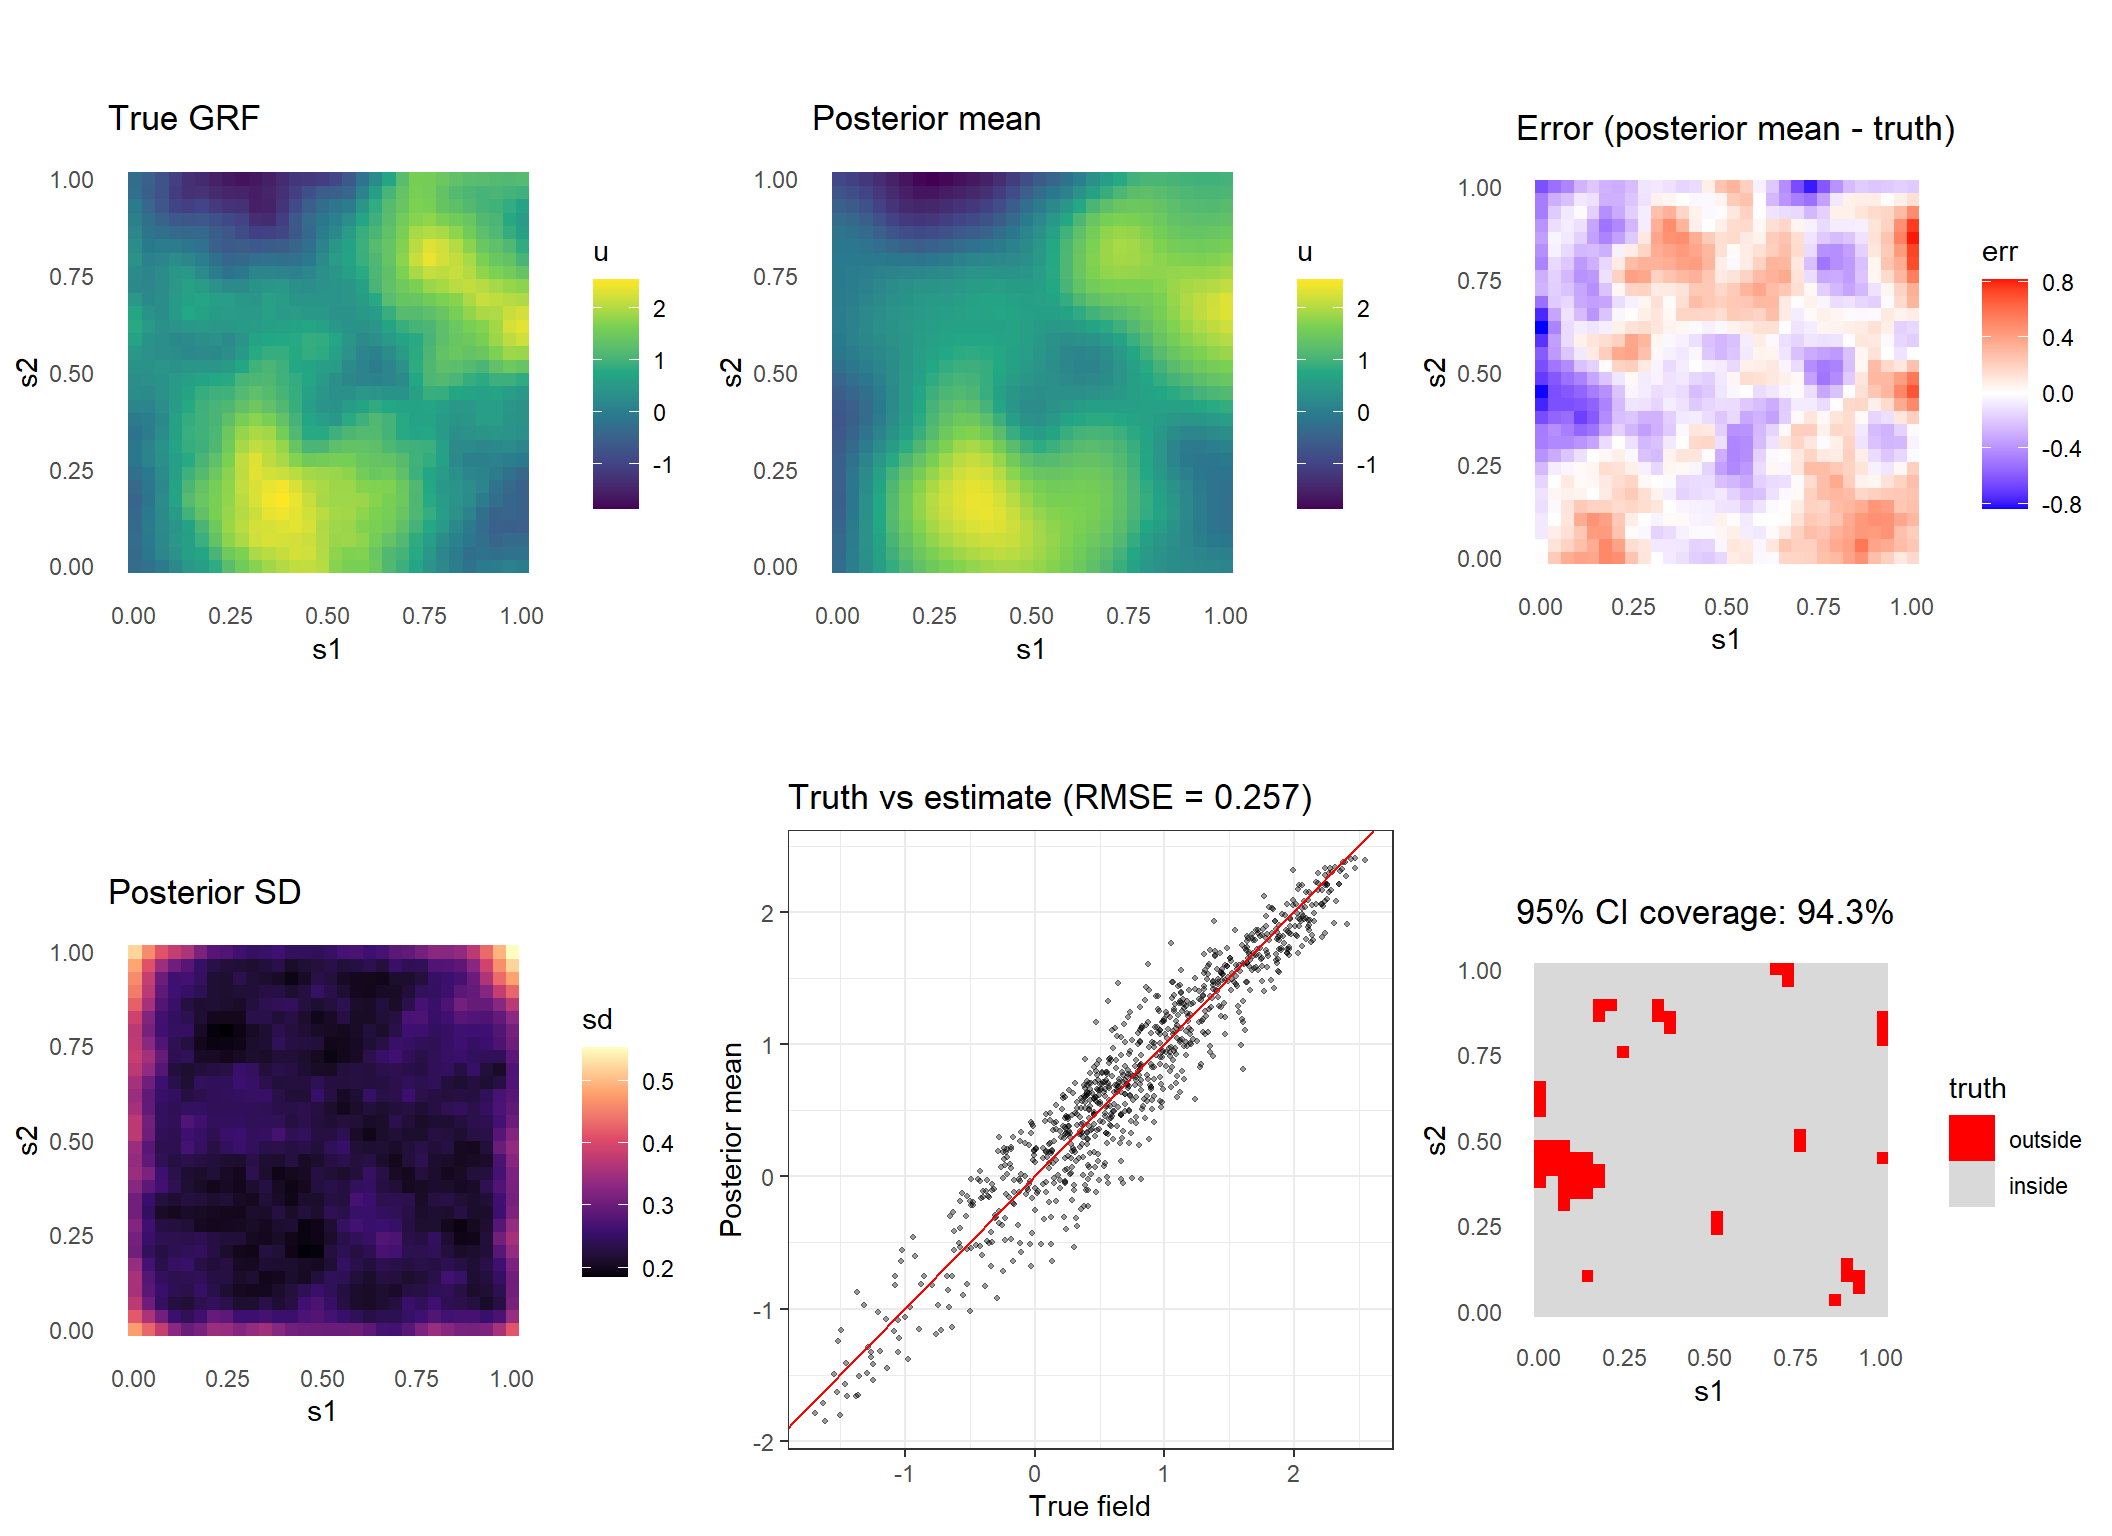 True GRF
1.00
0.75
0.50
0.25
0.00
s2
0.00 0.25 0.50 0.75 1.00
s1
u
2
1
0
-1
Posterior mean
1.00
0.75
0.50
0.25
0.00
s2
0.00 0.25 0.50 0.75 1.00
s1
u
2
1
0
-1
Error (posterior mean - truth)
1.00
0.75
0.50
0.25
0.00
s2
0.00 0.25 0.50 0.75 1.00
s1
err
0.8
0.4
0.0
-0.4
-0.8
Posterior SD
1.00
0.75
0.50
0.25
0.00
s2
0.00 0.25 0.50 0.75 1.00
s1
sd
0.5
0.4
0.3
0.2
Truth vs estimate (RMSE = 0.257)
2
1
0
-1
-2
Posterior mean
-1 0 1 2
True field
95% CI coverage: 94.3%
1.00
0.75
0.50
0.25
0.00
s2
0.00 0.25 0.50 0.75 1.00
s1
truth
outside
inside